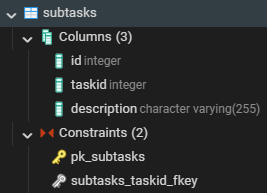 subtasks
Columns (3)
id integer
taskid integer
description character varying(255)
Constraints (2)
pk_subtasks
subtasks_taskid_fkey